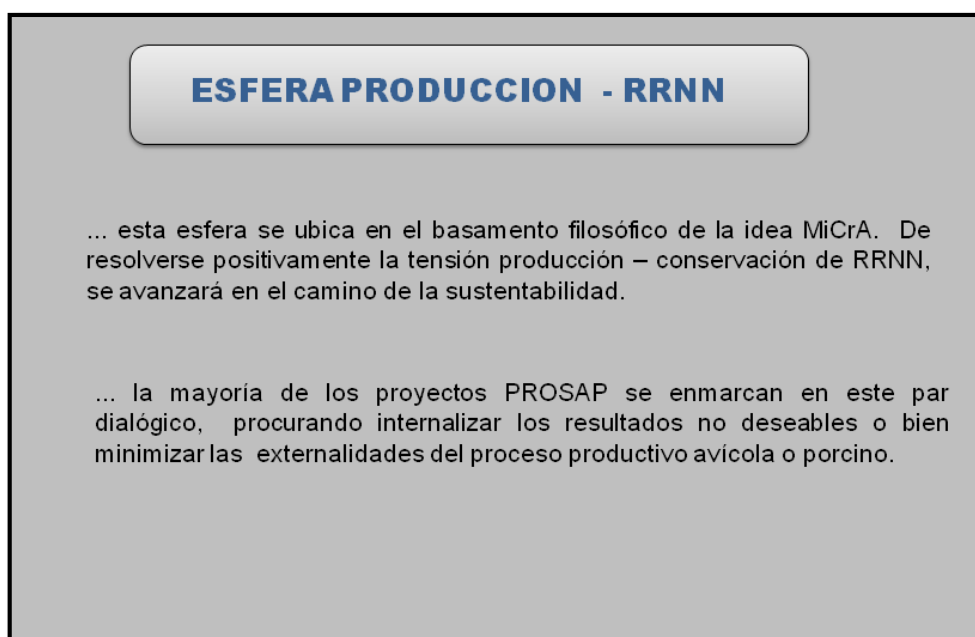 ESFERA PRODUCCION - RRNN
... esta esfera se ubica en el basamento filosófico de la idea MiCrA. De
resolverse positivamente la tensión producción – conservación de RRNN,
se avanzará en el camino de la sustentabilidad.
... la mayoría de los proyectos PROSAP se enmarcan en este par
dialógico, procurando internalizar los resultados no deseables o bien
minimizar las externalidades del proceso productivo avícola o porcino.